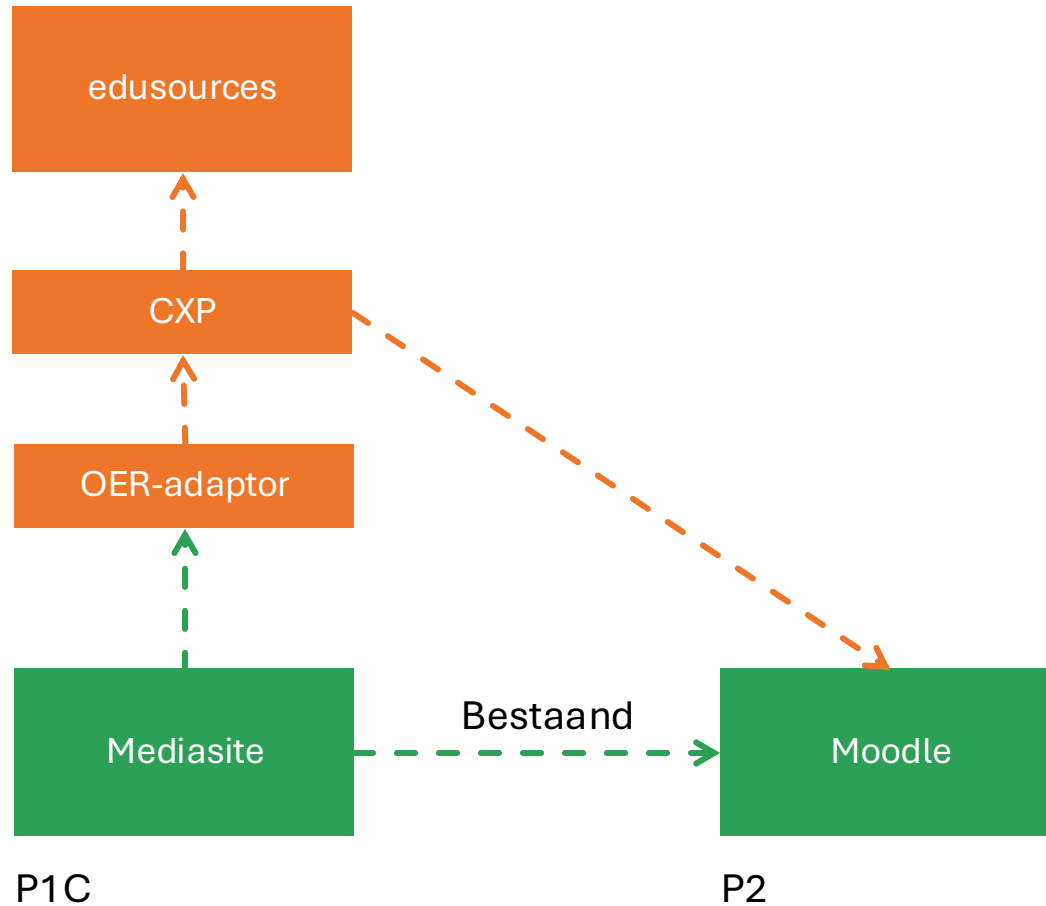 edusources
CXP
OER-adaptor
Bestaand
Mediasite
Moodle
P1C
P2